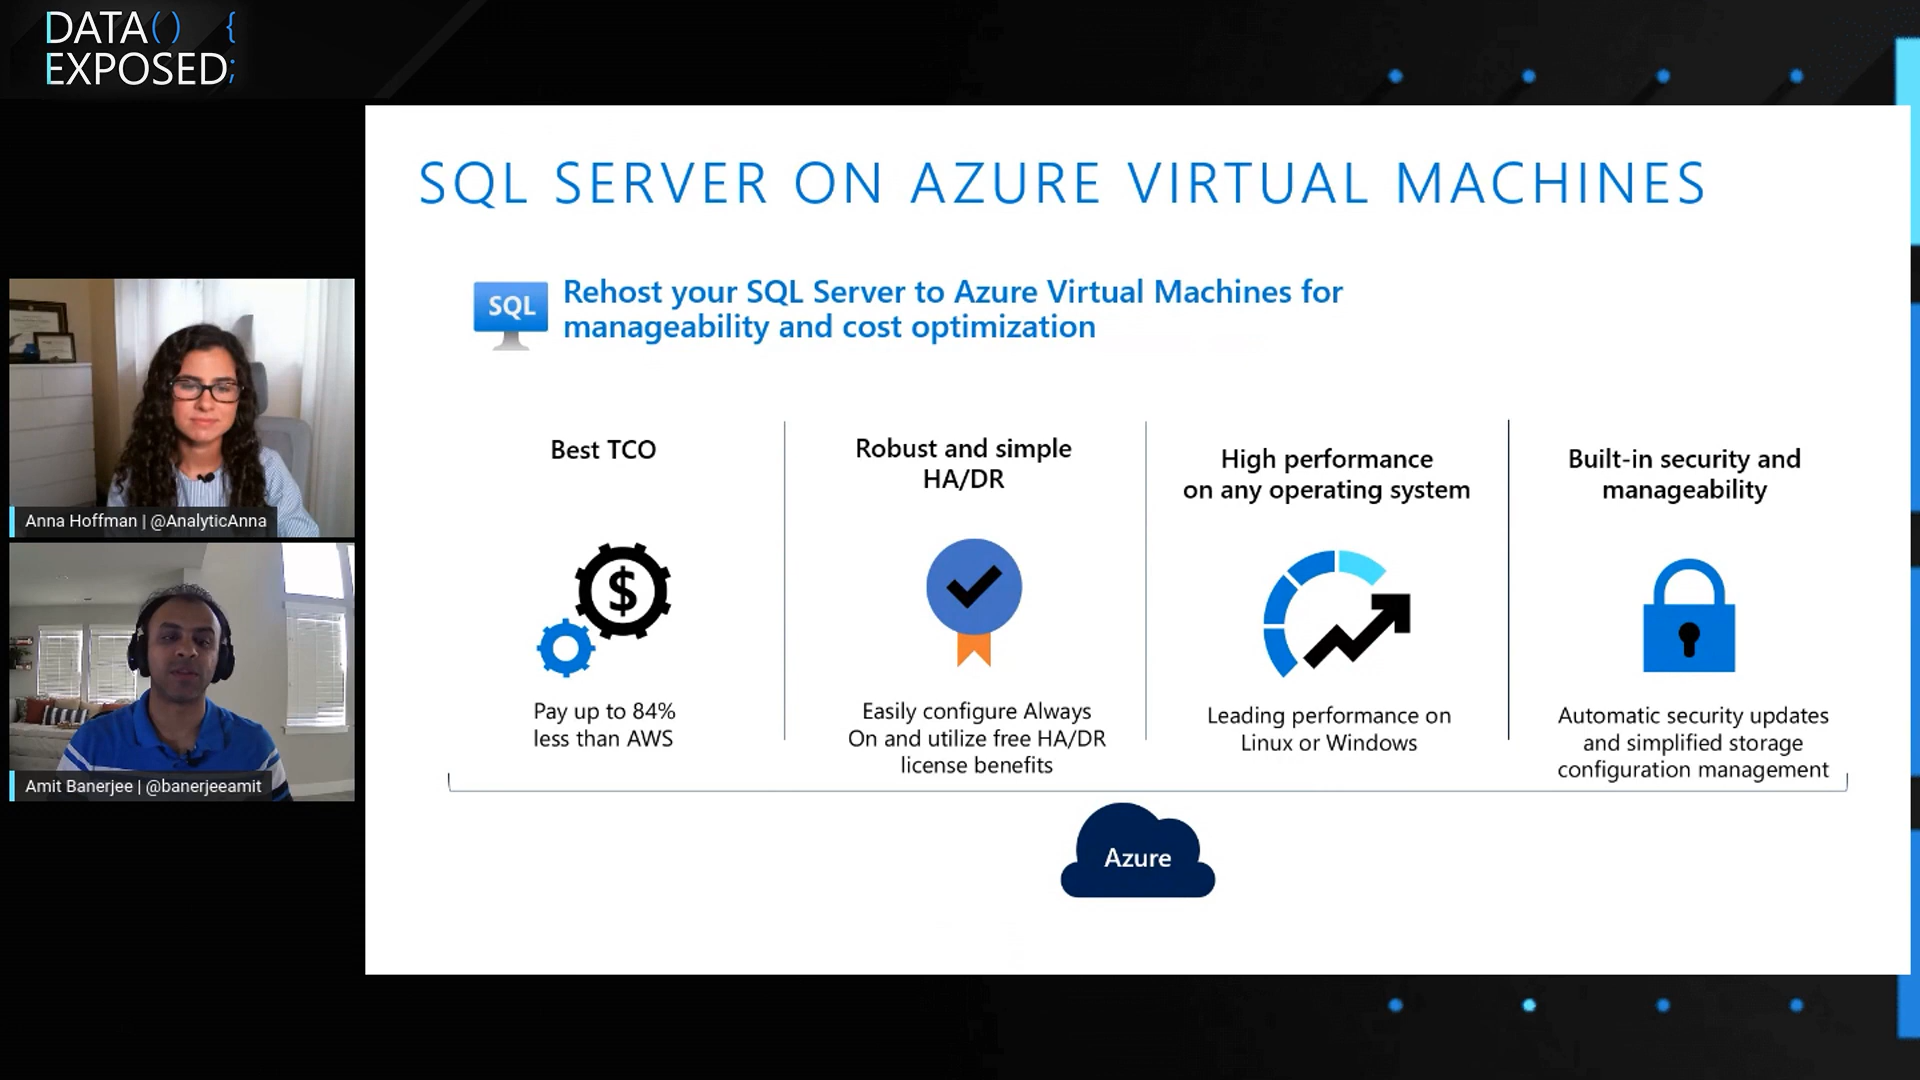 DATA() {
EXPOSED;
SQL SERVER ON AZURE VIRTUAL MACHINES
SQL
Rehost your SQL Server to Azure Virtual Machines for
manageability and cost optimization
Best TCO
$
Pay up to 84%
less than AWS
Robust and simple
HA/DR
Easily configure Always
On and utilize free HA/DR
license benefits
High performance
on any operating system
Leading performance on
Linux or Windows
Built-in security and
manageability
Automatic security updates
and simplified storage
configuration management
Azure
Anna Hoffman | @AnalyticAnna
Amit Banerjee | @banerjeeamit